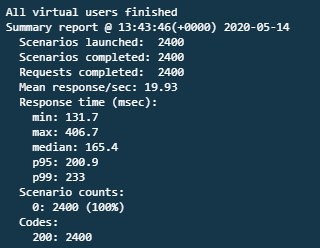 All virtual users finished
Summary report @ 13:43:46(+0000) 2020-05-14
Scenarios launched: 2400
Scenarios completed: 2400
Requests completed: 2400
Mean response/sec: 19.93
Response time (msec):
min: 131.7
max: 406.7
median: 165.4
p95: 200.9
p99: 233
Scenario counts:
0: 2400 (100%)
Codes:
200: 2400